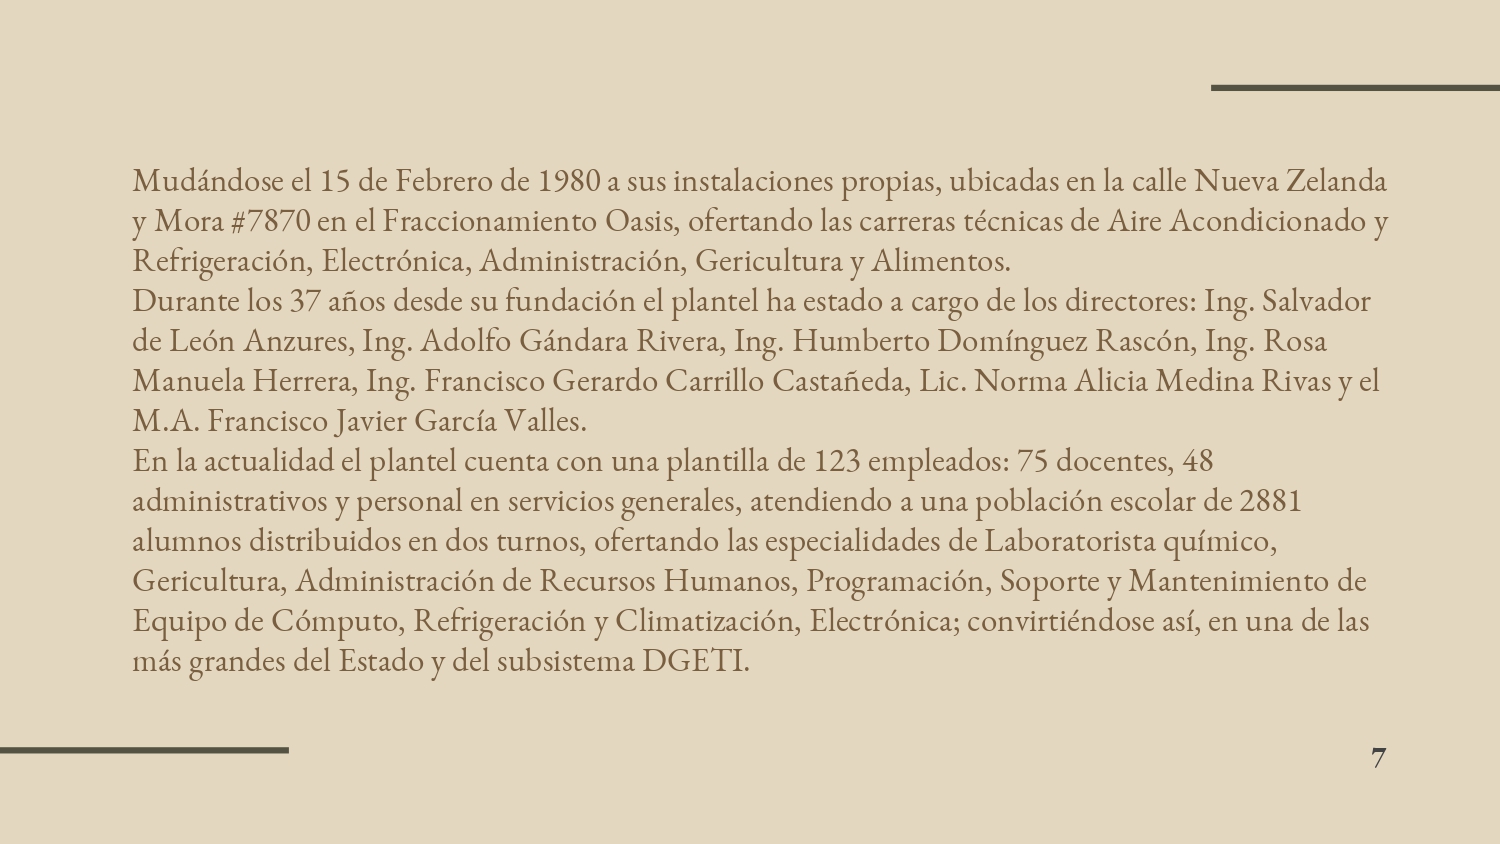 Mudándose el 15 de Febrero de 1980 a sus instalaciones propias, ubicadas en la calle Nueva Zelanda
y Mora #7870 en el Fraccionamiento Oasis, ofertando las carreras técnicas de Aire Acondicionado y
Refrigeración, Electrónica, Administración, Gericultura y Alimentos.
Durante los 37 años desde su fundación el plantel ha estado a cargo de los directores: Ing. Salvador
de León Anzures, Ing. Adolfo Gándara Rivera, Ing. Humberto Domínguez Rascón, Ing. Rosa
Manuela Herrera, Ing. Francisco Gerardo Carrillo Castañeda, Lic. Norma Alicia Medina Rivas y el
M.A. Francisco Javier García Valles.
En la actualidad el plantel cuenta con una plantilla de 123 empleados: 75 docentes, 48
administrativos y personal en servicios generales, atendiendo a una población escolar de 2881
alumnos distribuidos en dos turnos, ofertando las especialidades de Laboratorista químico,
Gericultura, Administración de Recursos Humanos, Programación, Soporte y Mantenimiento de
Equipo de Cómputo, Refrigeración y Climatización, Electrónica; convirtiéndose así, en una de las
más grandes del Estado y del subsistema DGETI.
7